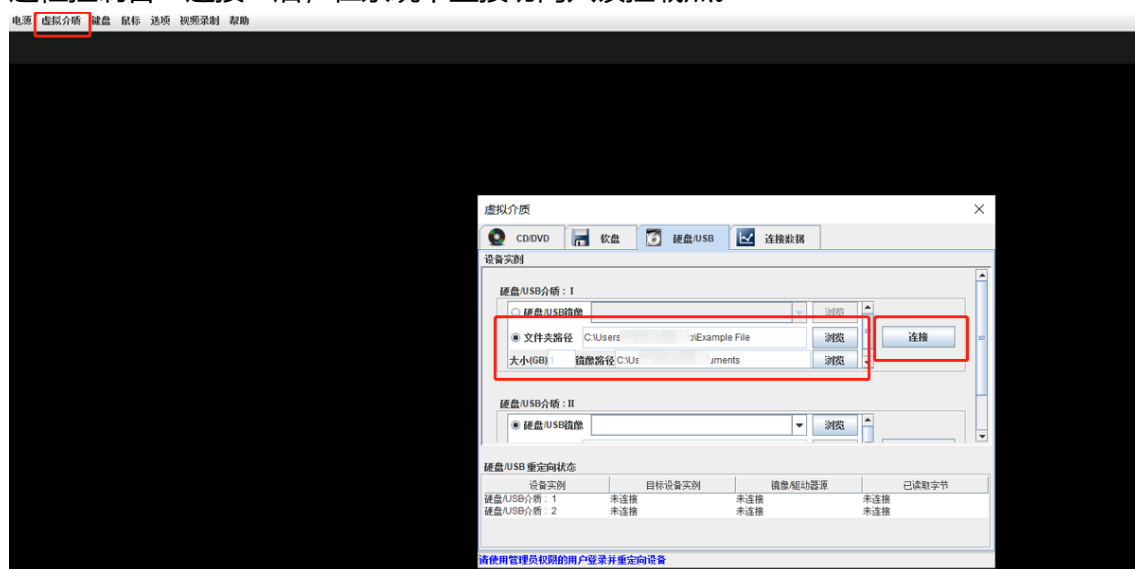 电源 虚拟介质 键盘 鼠标 选项 视频录制 帮助
虚拟介质
CD/DVD 软盘 硬盘/USB 连接数据
设备实例
硬盘/USB介质：I
硬盘/USB镜像 浏览
文件夹路径 C:\Users \Example File 浏览 连接
大小(GB) 1 镜像路径 C:\Us uments 浏览
硬盘/USB介质：II
硬盘/USB镜像 浏览
硬盘/USB 重定向状态
设备实例 目标设备实例 镜像/驱动器源 已读取字节
硬盘/USB介质：1 未连接 未连接 未连接
硬盘/USB介质：2 未连接 未连接 未连接
请使用管理员权限的用户登录并重定向设备